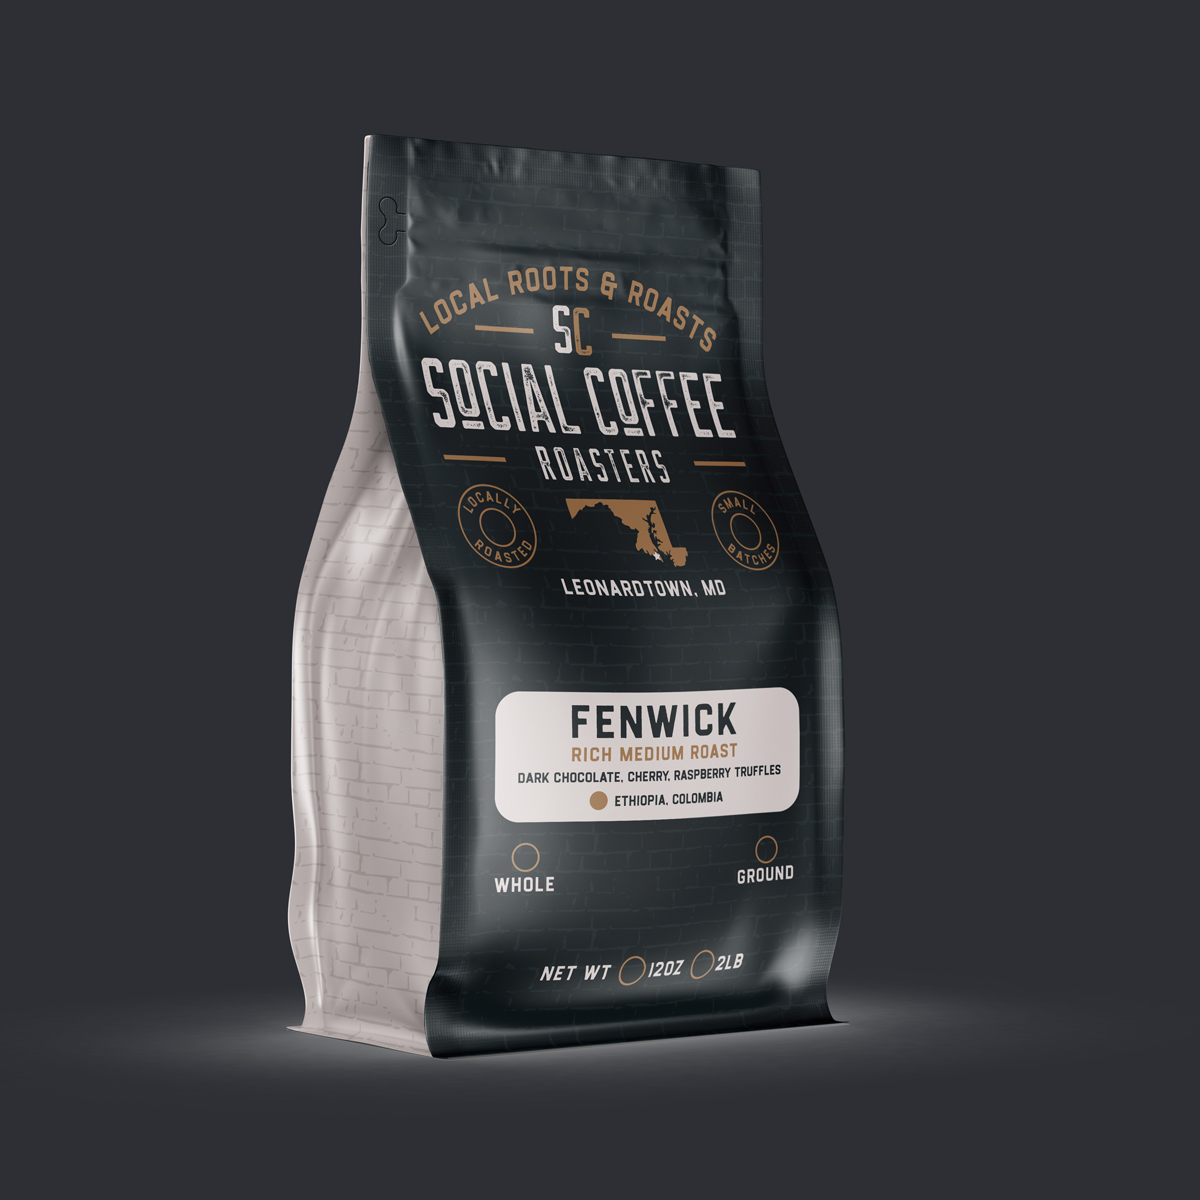 LOCAL ROOTS & ROASTS
SC
SOCIAL COFFEE
ROASTERS
LOCALLY
ROASTED
SMALL
BATCHES
LEONARDTOWN, MD
FENWICK
RICH MEDIUM ROAST
DARK CHOCOLATE, CHERRY, RASPBERRY TRUFFLES
ETHIOPIA, COLOMBIA
WHOLE
GROUND
NET WT 12OZ 2LB